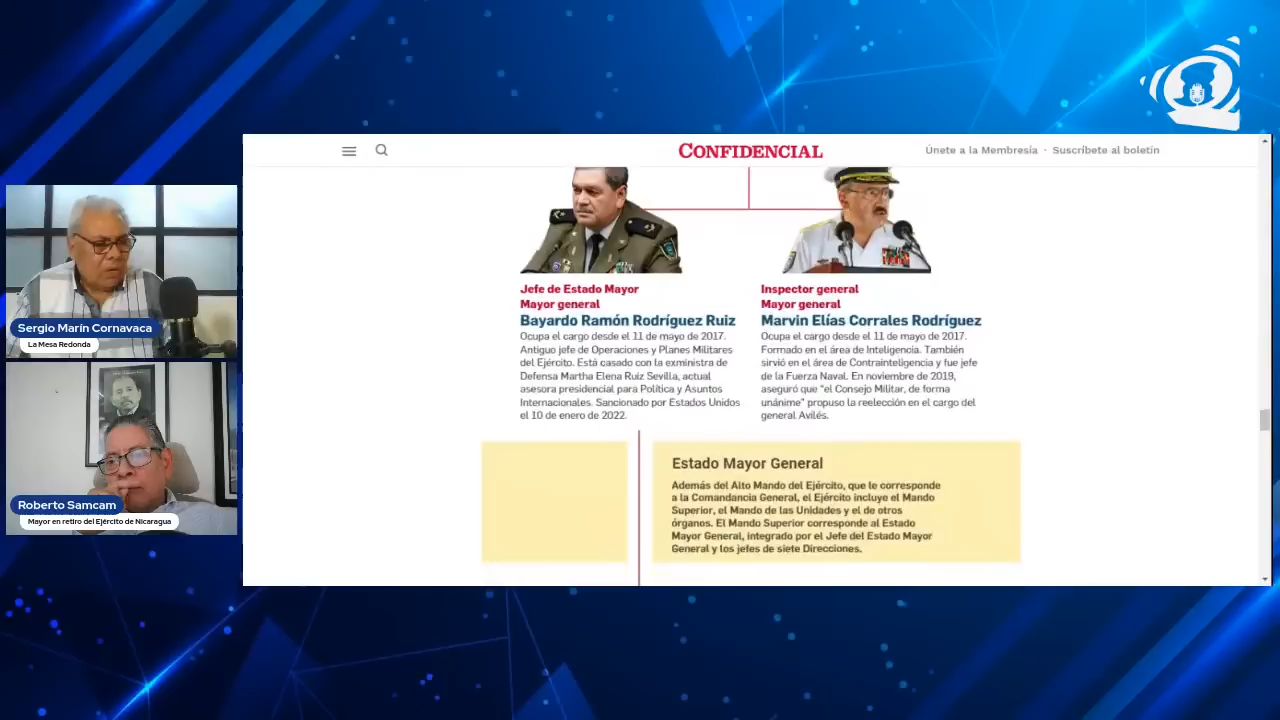 CONFIDENCIAL
Únete a la Membresía · Suscríbete al boletín
Jefe de Estado Mayor
Mayor general
Bayardo Ramón Rodríguez Ruiz
Ocupa el cargo desde el 11 de mayo de 2017.
Antiguo jefe de Operaciones y Planes Militares
del Ejército. Está casado con la exministra de
Defensa Martha Elena Ruiz Sevilla, actual
asesora presidencial para Política y Asuntos
Internacionales. Sancionado por Estados Unidos
el 10 de enero de 2022.
Inspector general
Mayor general
Marvin Elías Corrales Rodríguez
Ocupa el cargo desde el 11 de mayo de 2017.
Formado en el área de Inteligencia. También
sirvió en el área de Contrainteligencia y fue jefe
de la Fuerza Naval. En noviembre de 2019,
aseguró que "el Consejo Militar, de forma
unánime" propuso la reelección en el cargo del
general Avilés.
Estado Mayor General
Además del Alto Mando del Ejército, que le corresponde
a la Comandancia General, el Ejército incluye el Mando
Superior, el Mando de las Unidades y el de otros
órganos. El Mando Superior corresponde al Estado
Mayor General, integrado por el Jefe del Estado Mayor
General y los jefes de siete Direcciones.
Sergio Marín Cornavaca
La Mesa Redonda
Roberto Samcam
Mayor en retiro del Ejército de Nicaragua